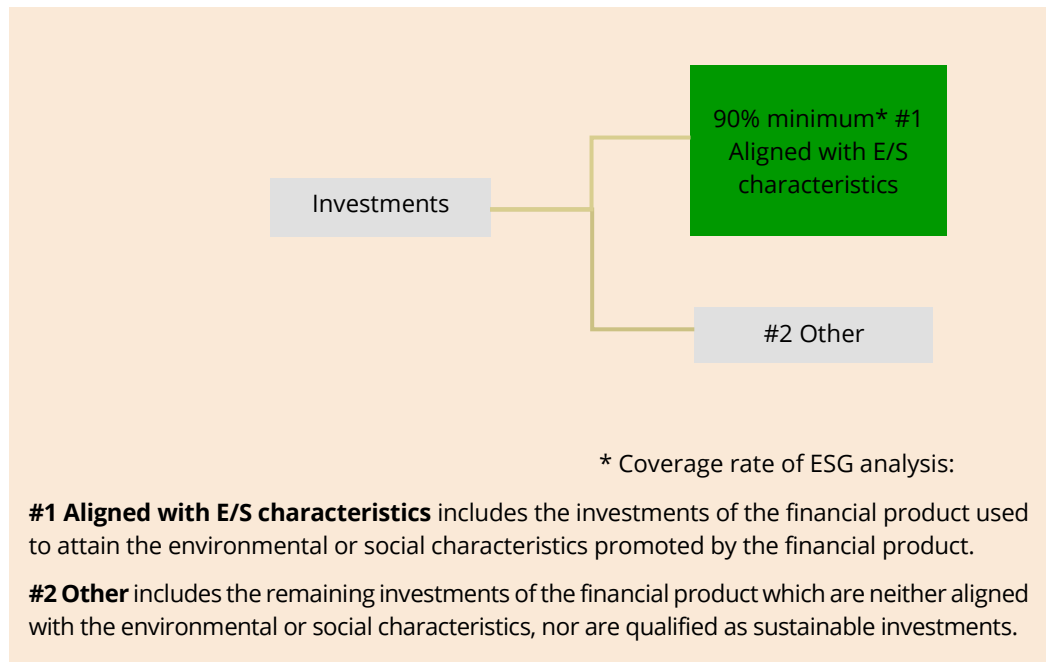 90% minimum* #1
Aligned with E/S
characteristics
Investments
#2 Other
* Coverage rate of ESG analysis:
#1 Aligned with E/S characteristics includes the investments of the financial product used
to attain the environmental or social characteristics promoted by the financial product.
#2 Other includes the remaining investments of the financial product which are neither aligned
with the environmental or social characteristics, nor are qualified as sustainable investments.